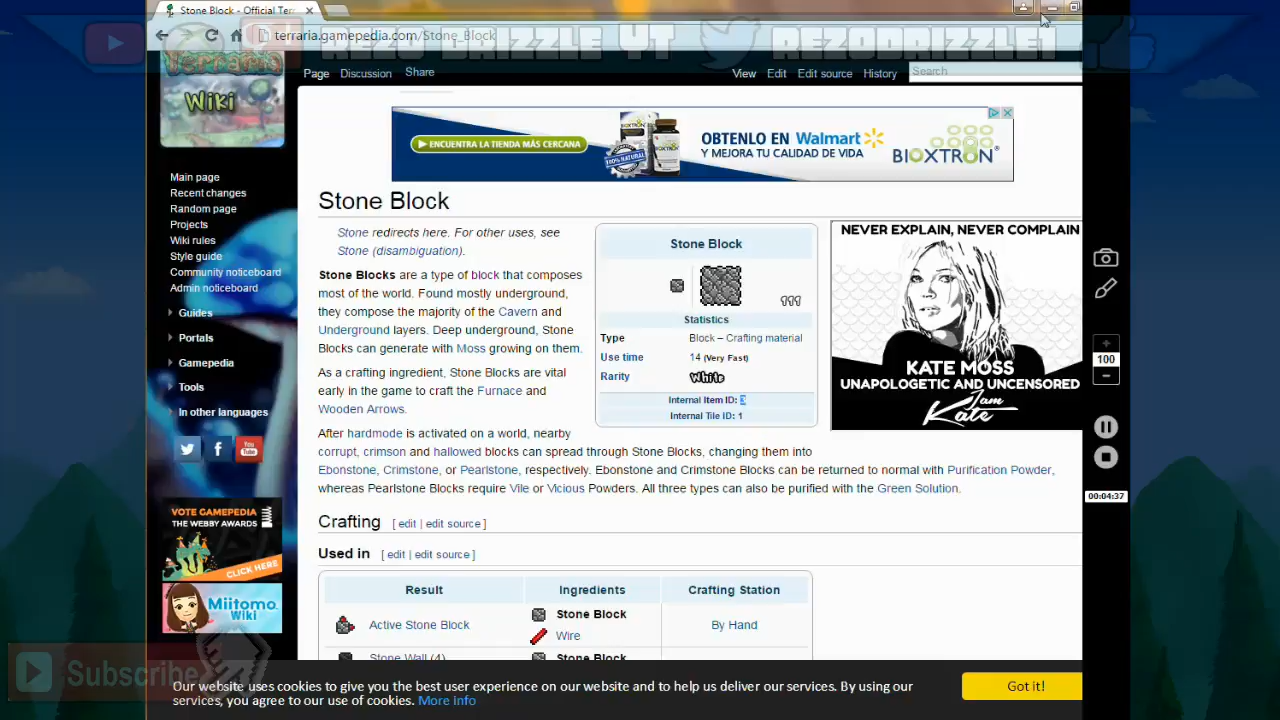 Stone Block - Official Terr
terraria.gamepedia.com/Stone_Block
REZO DRIZZLE YT
REZODRIZZLE1
Terraria
Wiki
Page
Discussion
Share
View
Edit
Edit source
History
Search
ENCUENTRA LA TIENDA MÁS CERCANA
100% NATURAL
OBTENLO EN Walmart
Y MEJORA TU CALIDAD DE VIDA
BIOXTRON
Main page
Recent changes
Random page
Projects
Wiki rules
Style guide
Community noticeboard
Admin noticeboard
Guides
Portals
Gamepedia
Tools
In other languages
You
Tube
VOTE GAMEPEDIA
THE WEBBY AWARDS
CLICK HERE
Miitomo
Wiki
Stone Block
Stone redirects here. For other uses, see
Stone (disambiguation).
Stone Blocks are a type of block that composes
most of the world. Found mostly underground,
they compose the majority of the Cavern and
Underground layers. Deep underground, Stone
Blocks can generate with Moss growing on them.
As a crafting ingredient, Stone Blocks are vital
early in the game to craft the Furnace and
Wooden Arrows.
After hardmode is activated on a world, nearby
corrupt, crimson and hallowed blocks can spread through Stone Blocks, changing them into
Ebonstone, Crimstone, or Pearlstone, respectively. Ebonstone and Crimstone Blocks can be returned to normal with Purification Powder,
whereas Pearlstone Blocks require Vile or Vicious Powders. All three types can also be purified with the Green Solution.
Stone Block
Statistics
Type Block – Crafting material
Use time 14 (Very Fast)
Rarity White
Internal Item ID: 3
Internal Tile ID: 1
NEVER EXPLAIN, NEVER COMPLAIN
KATE MOSS
UNAPOLOGETIC AND UNCENSORED
I am
Kate
Crafting [ edit | edit source ]
Used in [ edit | edit source ]
Result Ingredients Crafting Station
Active Stone Block Stone Block By Hand
Wire
Stone Wall (4) Stone Block
100
00:04:37
Subscribe
Our website uses cookies to give you the best user experience on our website and to help us deliver our services. By using our
services, you agree to our use of cookies. More info
Got it!